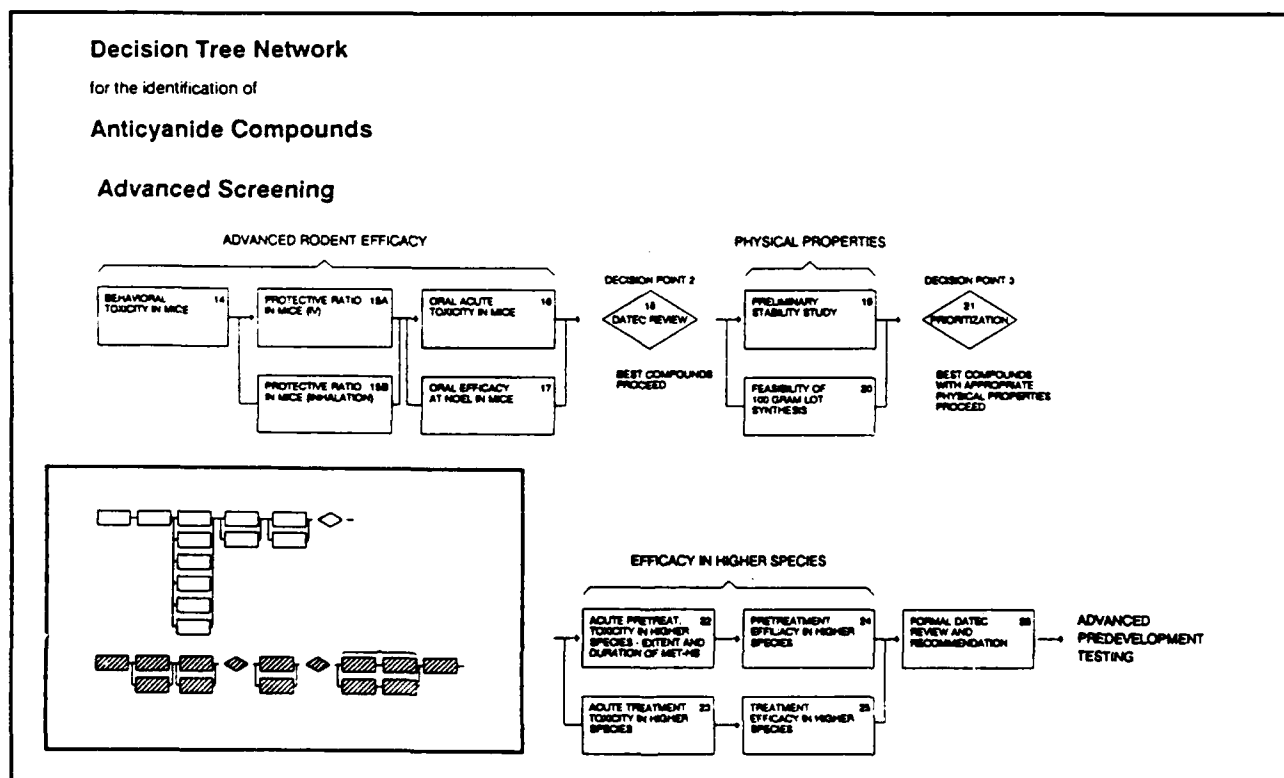 Decision Tree Network
for the identification of
Anticyanide Compounds
Advanced Screening
ADVANCED RODENT EFFICACY
PHYSICAL PROPERTIES
BEHAVIORAL 14
TOXICITY IN MICE
PROTECTIVE RATIO 15A
IN MICE (IV)
ORAL ACUTE 16
TOXICITY IN MICE
DECISION POINT 2
18
DATEC REVIEW
PRELIMINARY 19
STABILITY STUDY
DECISION POINT 3
21
PRIORITIZATION
PROTECTIVE RATIO 15B
IN MICE (INHALATION)
ORAL EFFICACY 17
AT NOEL IN MICE
BEST COMPOUNDS
PROCEED
FEASIBILITY OF 20
100 GRAM LOT
SYNTHESIS
BEST COMPOUNDS
WITH APPROPRIATE
PHYSICAL PROPERTIES
PROCEED
EFFICACY IN HIGHER SPECIES
ACUTE PRETREAT. 22
TOXICITY IN HIGHER
SPECIES - EXTENT AND
DURATION OF MET-HB
PRETREATMENT 24
EFFICACY IN HIGHER
SPECIES
FORMAL DATEC
REVIEW AND
RECOMMENDATION
ADVANCED
PREDEVELOPMENT
TESTING
ACUTE TREATMENT 23
TOXICITY IN HIGHER
SPECIES
TREATMENT 25
EFFICACY IN HIGHER
SPECIES